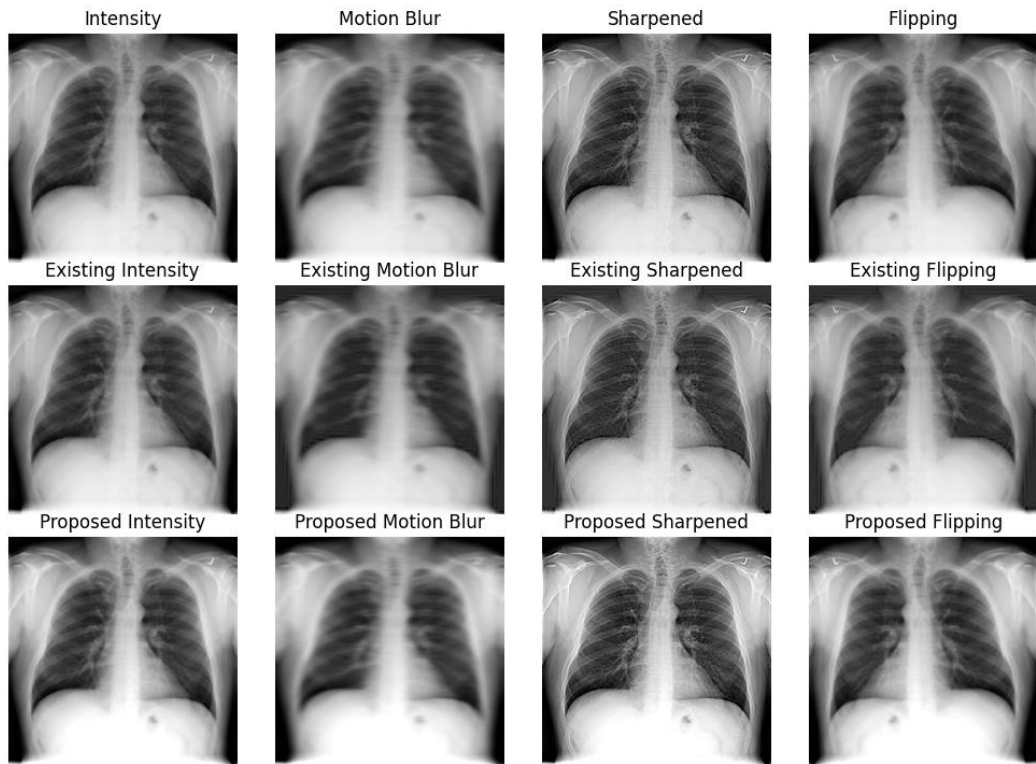 Intensity
Motion Blur
Sharpened
Flipping
Existing Intensity
Existing Motion Blur
Existing Sharpened
Existing Flipping
Proposed Intensity
Proposed Motion Blur
Proposed Sharpened
Proposed Flipping